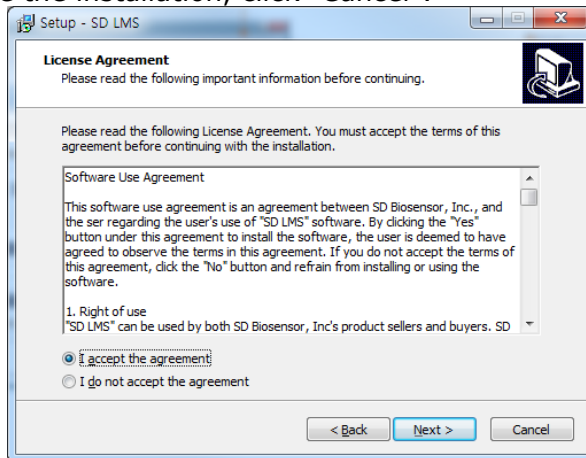 the installation, click "Cancel".
Setup - SD LMS
License Agreement
Please read the following important information before continuing.
Please read the following License Agreement. You must accept the terms of this
agreement before continuing with the installation.
Software Use Agreement
This software use agreement is an agreement between SD Biosensor, Inc., and
the ser regarding the user's use of "SD LMS" software. By clicking the "Yes"
button under this agreement to install the software, the user is deemed to have
agreed to observe the terms in this agreement. If you do not accept the terms of
this agreement, click the "No" button and refrain from installing or using the
software.
1. Right of use
"SD LMS" can be used by both SD Biosensor, Inc's product sellers and buyers. SD
I accept the agreement
I do not accept the agreement
< Back Next > Cancel